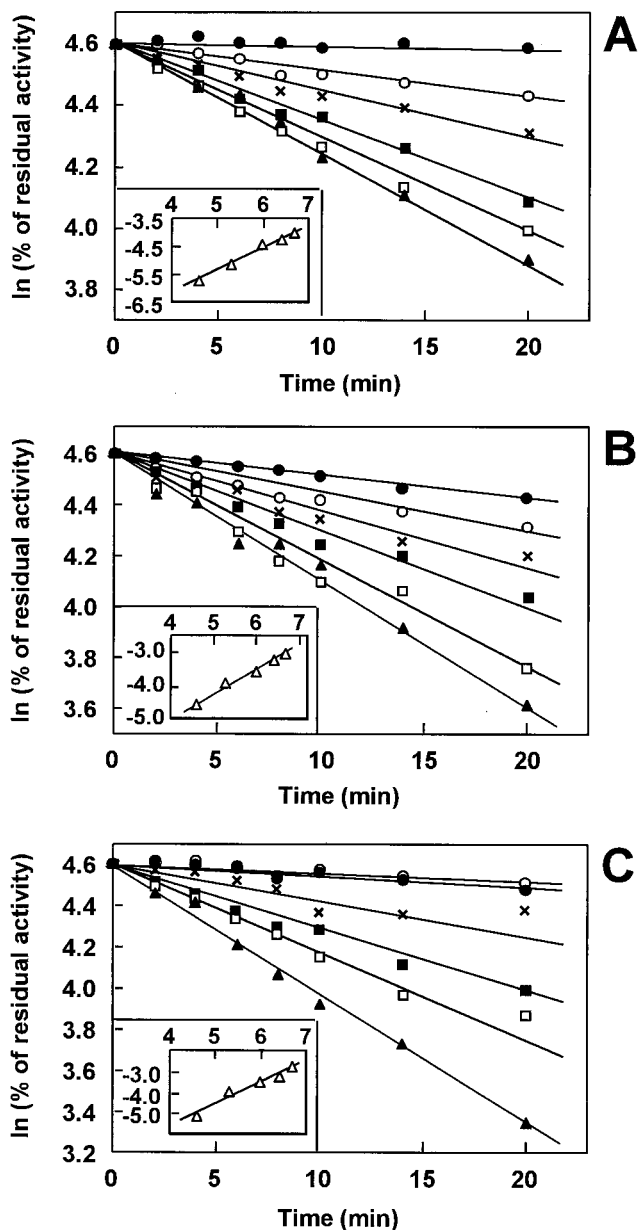 A
ln (% of residual activity)
4.6
4.4
4.2
4.0
3.8
4 5 6 7
-3.5
-4.5
-5.5
-6.5
0 5 10 15 20
Time (min)
B
ln (% of residual activity)
4.6
4.4
4.2
4.0
3.8
3.6
4 5 6 7
-3.0
-4.0
-5.0
0 5 10 15 20
Time (min)
C
ln (% of residual activity)
4.6
4.4
4.2
4.0
3.8
3.6
3.4
3.2
4 5 6 7
-3.0
-4.0
-5.0
0 5 10 15 20
Time (min)